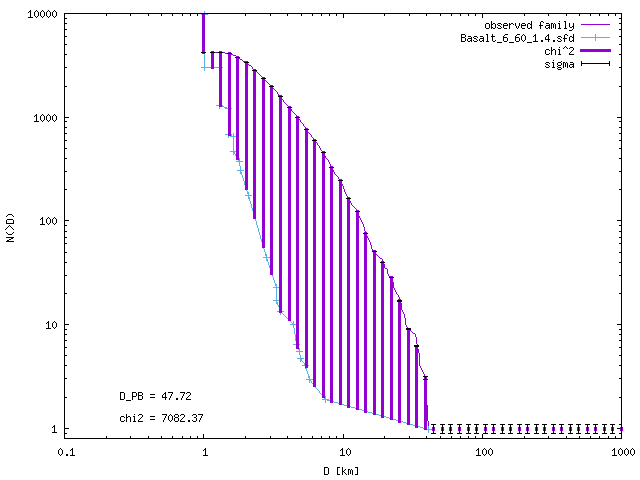 10000
1000
100
10
1
N(>D)
observed family
Basalt_6_60_1.4.sfd
chi^2
sigma
D_PB = 47.72
chi2 = 7082.37
0.1 1 10 100 1000
D [km]